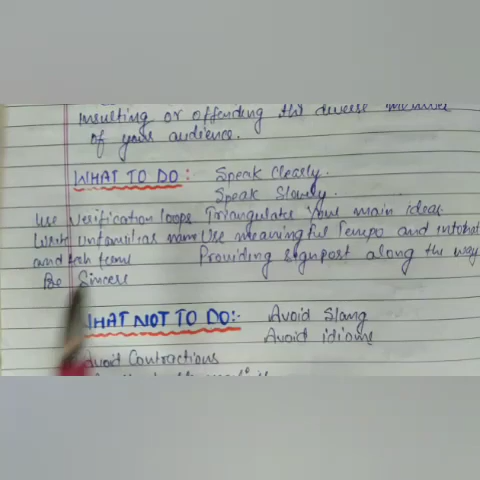 insulting or offending the diverse members
of your audience.
WHAT TO DO: Speak Clearly.
Speak Slowly.
Use Verification loops Triangulate your main ideas
Write Unfamiliar name Use meaningful Tempo and
and tech terms Providing signpost along the way
Be Sincere
WHAT NOT TO DO:- Avoid Slang
Avoid idioms
Avoid Contractions